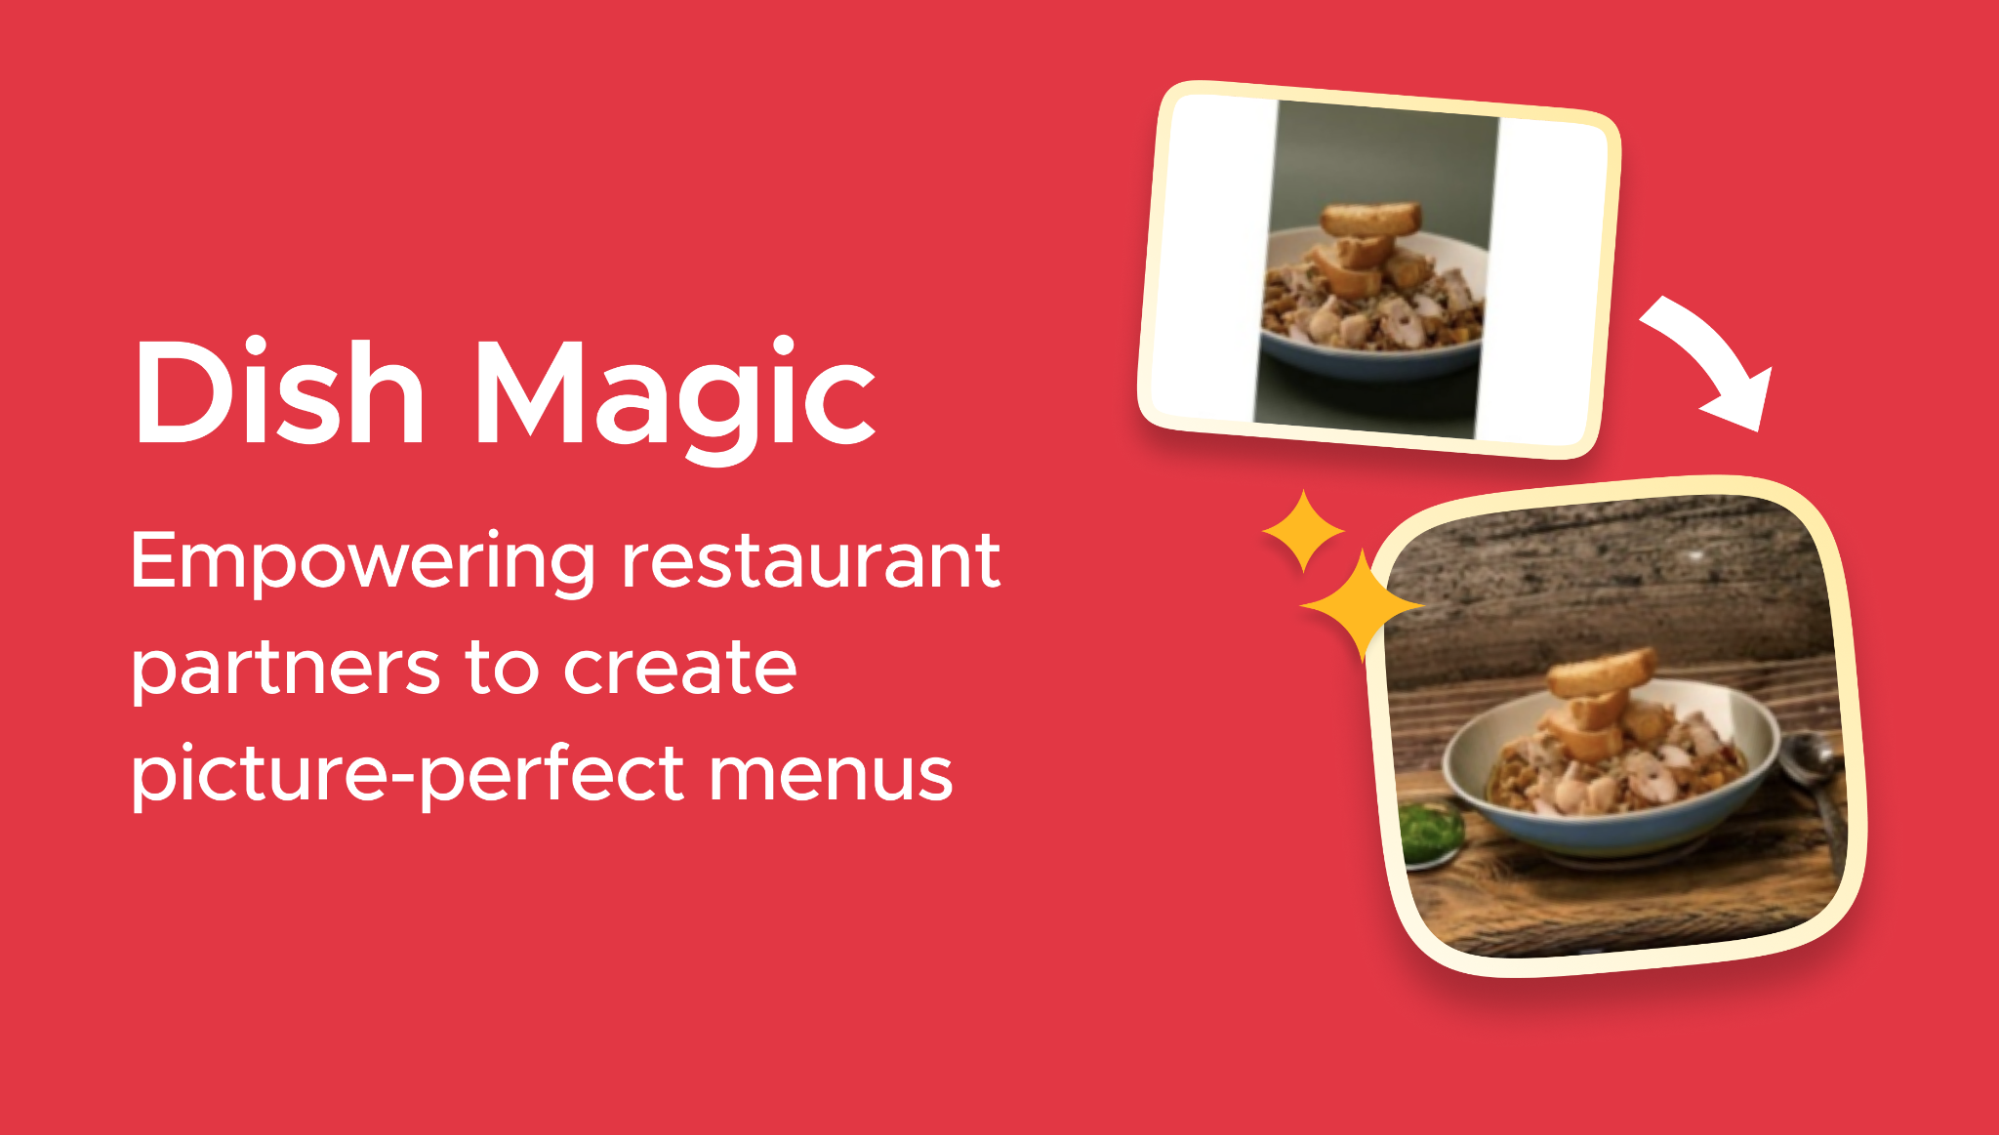 Dish Magic
Empowering restaurant
partners to create
picture-perfect menus